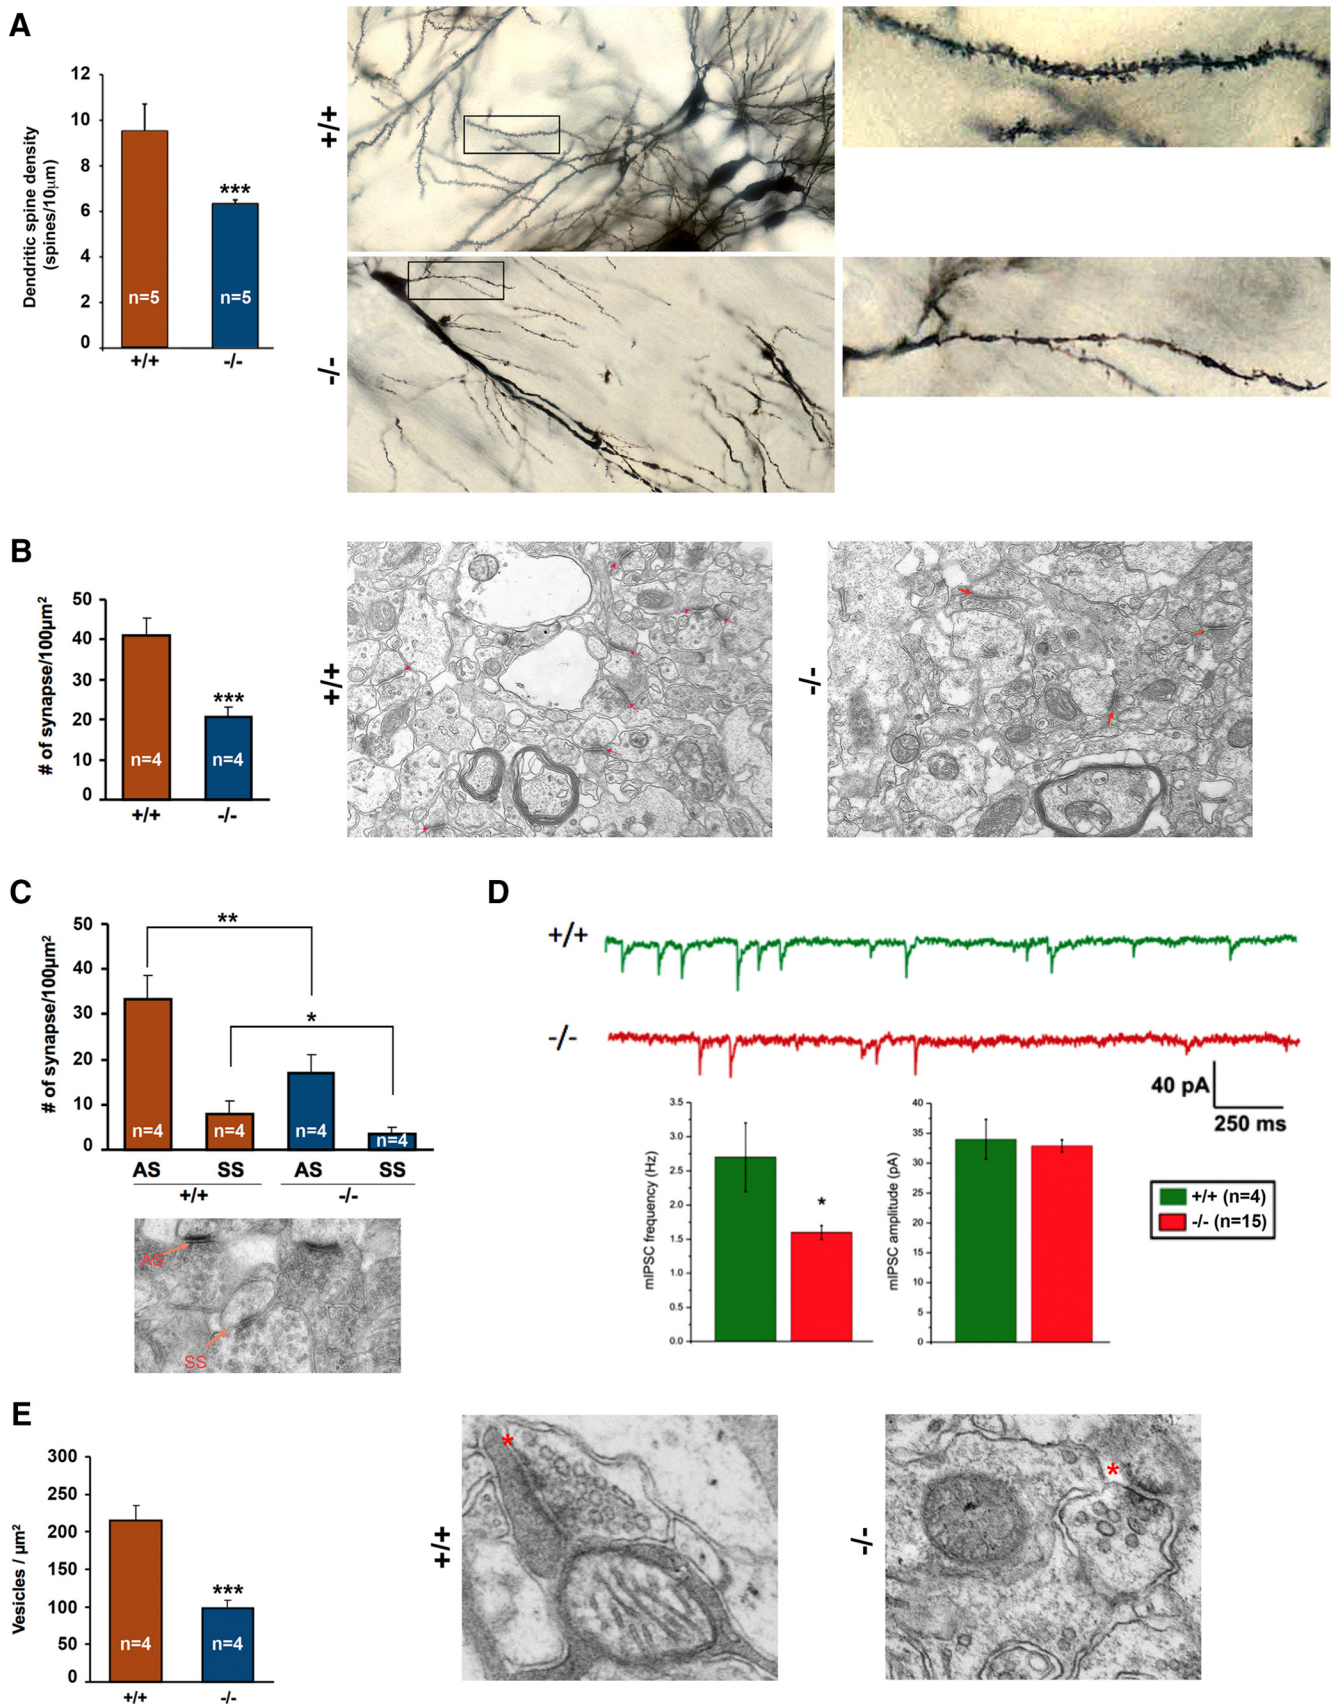 A
Dendritic spine density
(spines/10µm)
12
10
8
6
4
2
0
***
n=5
n=5
+/+
-/-
+/+
-/-
B
# of synapse/100µm²
50
40
30
20
10
0
***
n=4
n=4
+/+
-/-
+/+
-/-
C
# of synapse/100µm²
50
40
30
20
10
0
**
*
n=4
n=4
n=4
n=4
AS
SS
AS
SS
+/+
-/-
AS
SS
D
+/+
-/-
40 pA
250 ms
mIPSC frequency (Hz)
3.5
3.0
2.5
2.0
1.5
1.0
0.5
0.0
*
mIPSC amplitude (pA)
40
35
30
25
20
15
10
5
0
+/+ (n=4)
-/- (n=15)
E
Vesicles / µm²
300
250
200
150
100
50
0
***
n=4
n=4
+/+
-/-
+/+
*
-/-
*